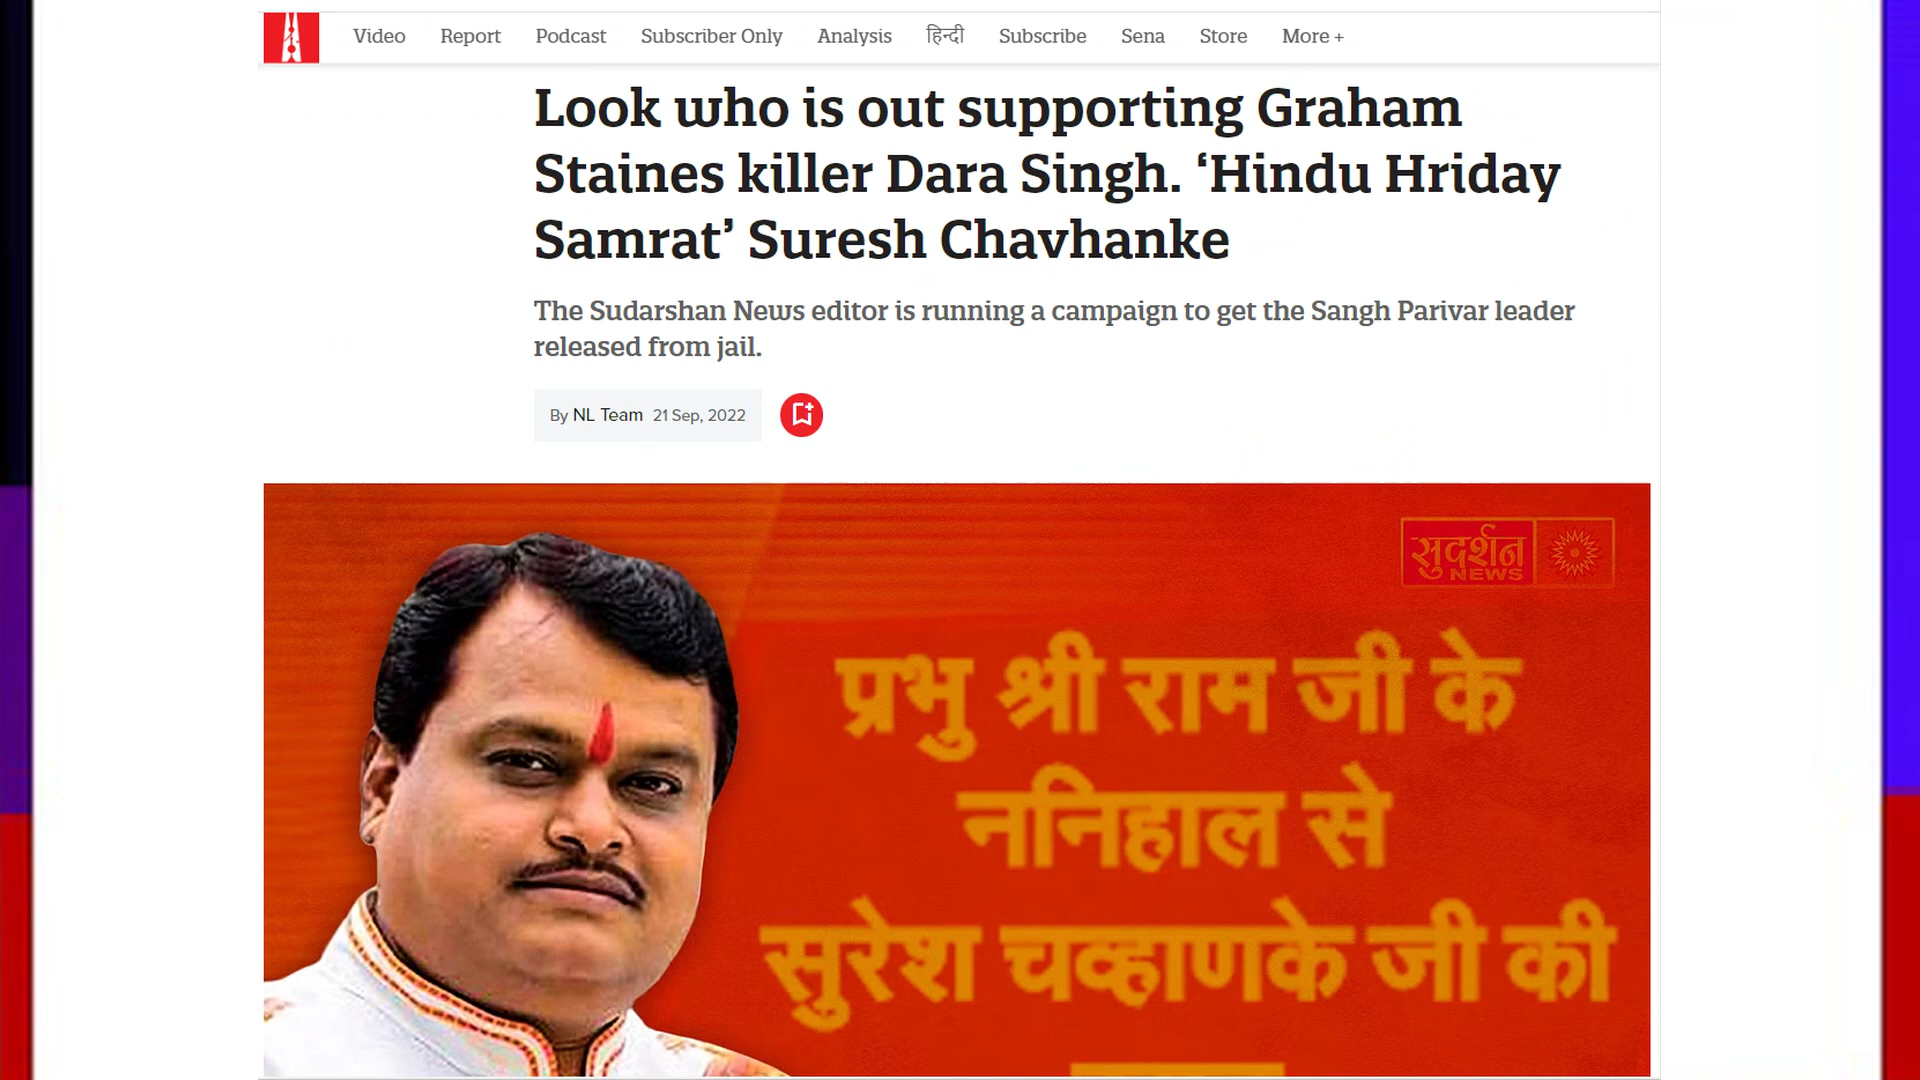 Video Report Podcast Subscriber Only Analysis हिन्दी Subscribe Sena Store More +
Look who is out supporting Graham
Staines killer Dara Singh. ‘Hindu Hriday
Samrat’ Suresh Chavhanke
The Sudarshan News editor is running a campaign to get the Sangh Parivar leader
released from jail.
By NL Team 21 Sep, 2022
सुदर्शन
NEWS
प्रभु श्री राम जी के
ननिहाल से
सुरेश चव्हाणके जी की